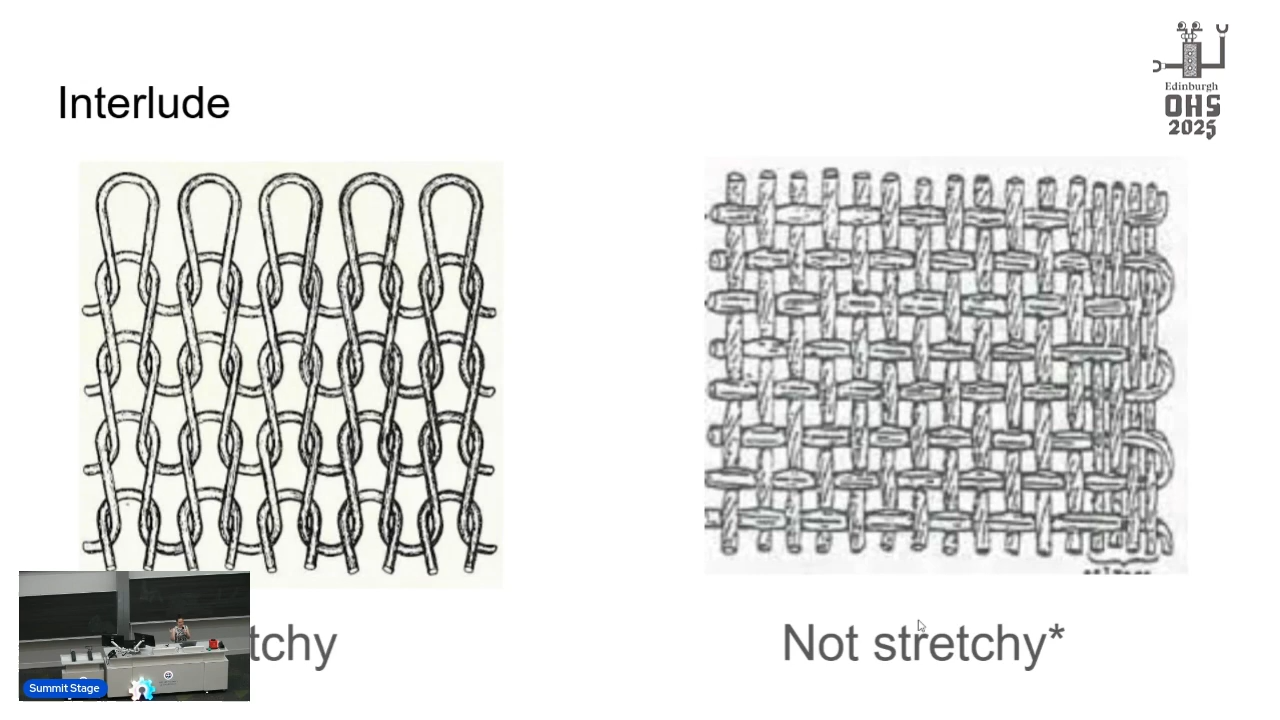 Interlude
Edinburgh
OHS
2025
tchy
Not stretchy*
Summit Stage